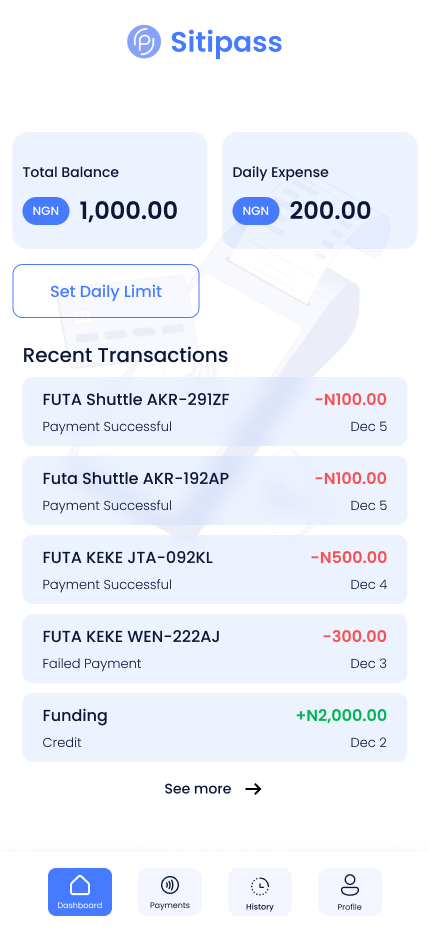 Sitipass
Total Balance
NGN 1,000.00
Daily Expense
NGN 200.00
Set Daily Limit
Recent Transactions
FUTA Shuttle AKR-291ZF -N100.00
Payment Successful Dec 5
Futa Shuttle AKR-192AP -N100.00
Payment Successful Dec 5
FUTA KEKE JTA-092KL -N500.00
Payment Successful Dec 4
FUTA KEKE WEN-222AJ -300.00
Failed Payment Dec 3
Funding +N2,000.00
Credit Dec 2
See more
Dashboard Payments History Profile